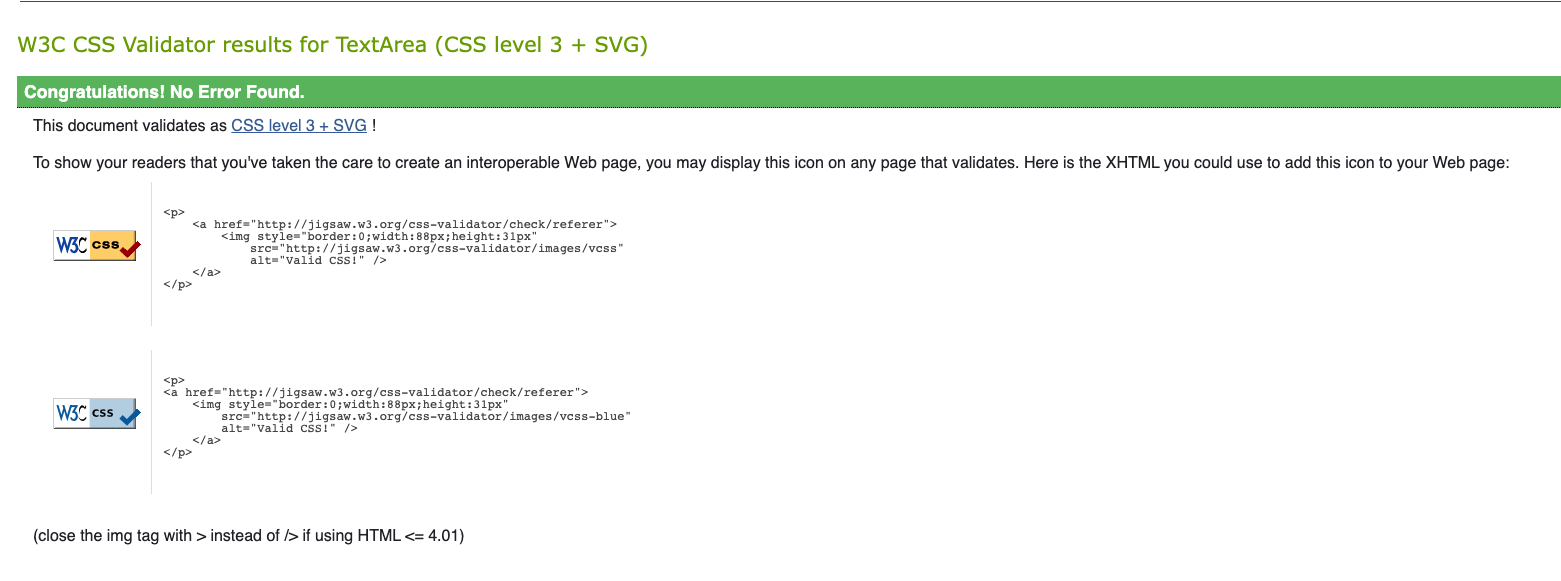 W3C CSS Validator results for TextArea (CSS level 3 + SVG)
Congratulations! No Error Found.
This document validates as CSS level 3 + SVG !
To show your readers that you've taken the care to create an interoperable Web page, you may display this icon on any page that validates. Here is the XHTML you could use to add this icon to your Web page:
W3C css
<p>
    <a href="http://jigsaw.w3.org/css-validator/check/referer">
        <img style="border:0;width:88px;height:31px"
            src="http://jigsaw.w3.org/css-validator/images/vcss"
            alt="Valid CSS!" />
    </a>
</p>
W3C css
<p>
<a href="http://jigsaw.w3.org/css-validator/check/referer">
    <img style="border:0;width:88px;height:31px"
        src="http://jigsaw.w3.org/css-validator/images/vcss-blue"
        alt="Valid CSS!" />
    </a>
</p>
(close the img tag with > instead of /> if using HTML <= 4.01)